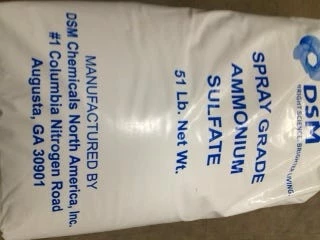 DSM
BRIGHT SCIENCE. BRIGHTER LIVING.
SPRAY GRADE
AMMONIUM
SULFATE
51 Lb. Net Wt.
MANUFACTURED BY
DSM Chemicals North America, Inc.
#1 Columbia Nitrogen Road
Augusta, GA 30901